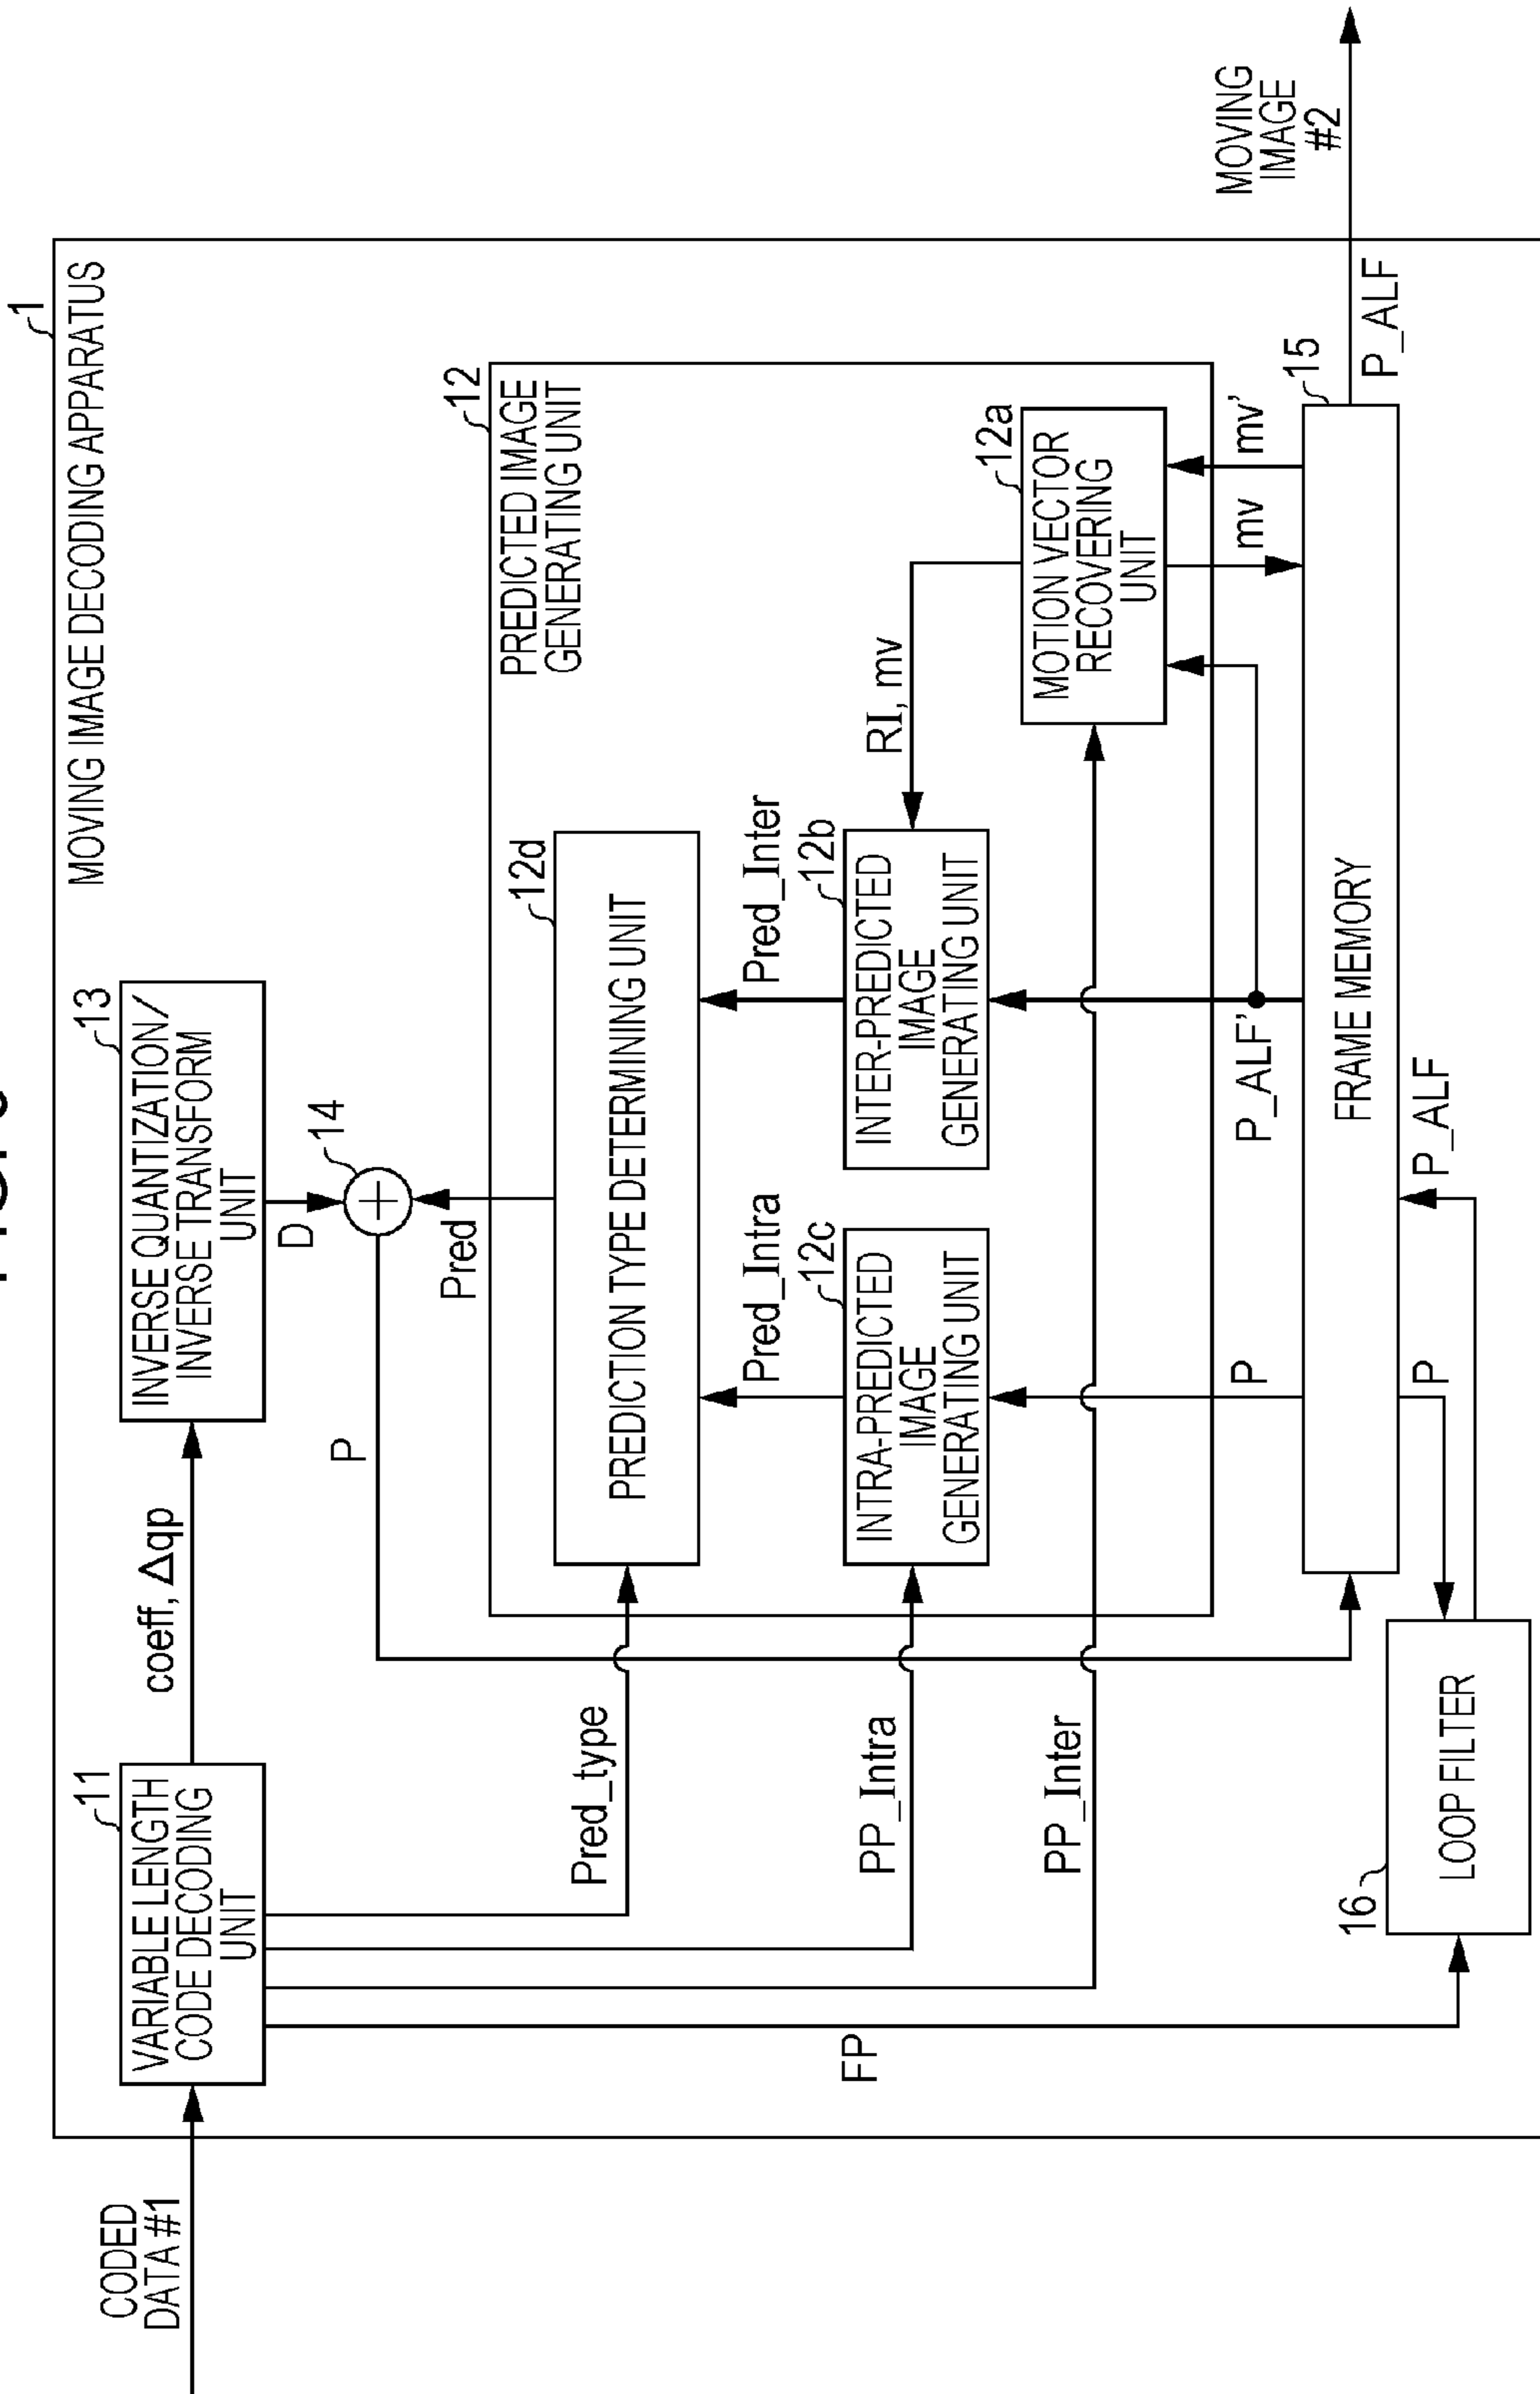 1
MOVING IMAGE DECODING APPARATUS
CODED
DATA #1
11
VARIABLE LENGTH
CODE DECODING
UNIT
coeff, Δqp
13
INVERSE QUANTIZATION/
INVERSE TRANSFORM
UNIT
D
14
P
Pred
12
PREDICTED IMAGE
GENERATING UNIT
12d
PREDICTION TYPE DETERMINING UNIT
Pred_type
Pred_Intra
Pred_Inter
PP_Intra
12c
INTRA-PREDICTED
IMAGE
GENERATING UNIT
12b
INTER-PREDICTED
IMAGE
GENERATING UNIT
RI, mv
12a
MOTION VECTOR
RECOVERING
UNIT
PP_Inter
FP
P
P_ALF'
mv
mv'
15
FRAME MEMORY
P
P_ALF
P_ALF
MOVING
IMAGE
#2
16
LOOP FILTER